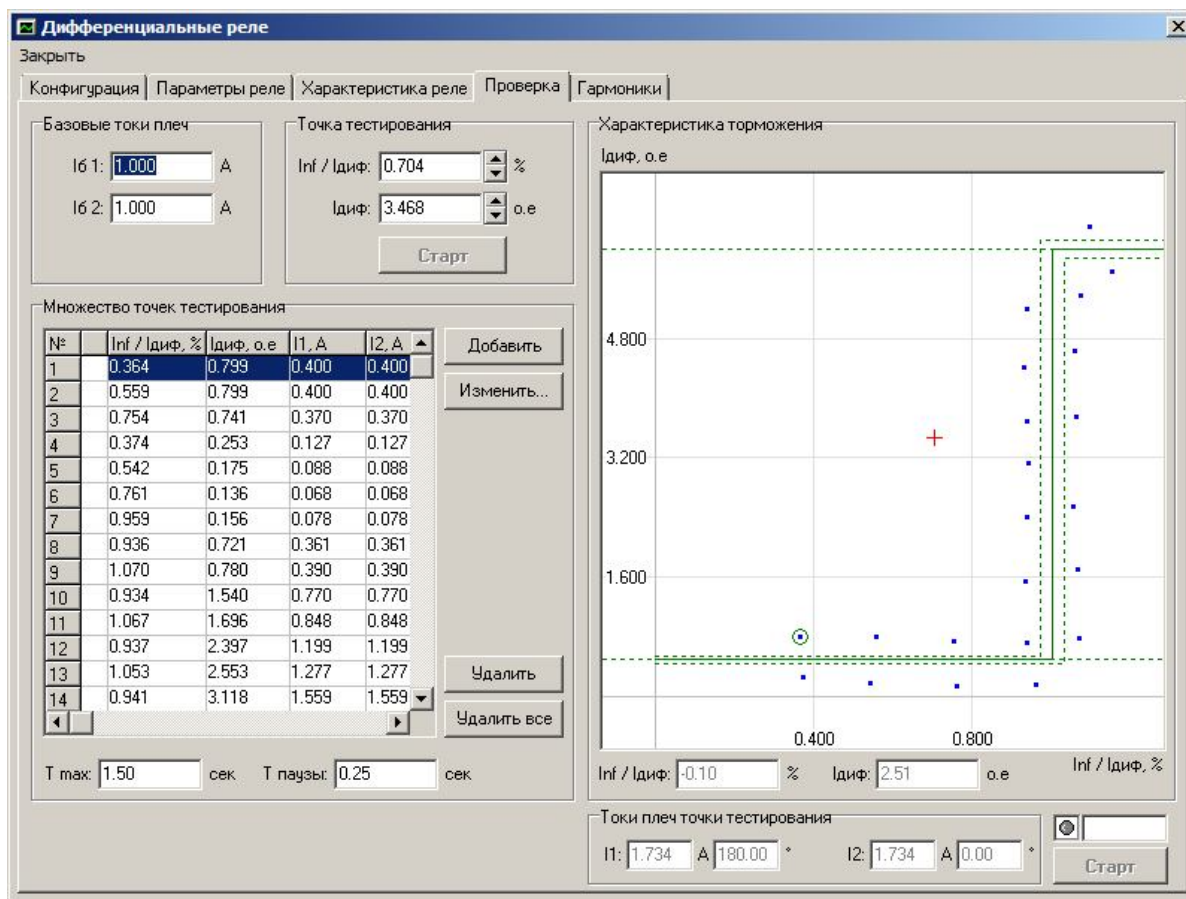 Дифференциальные реле
Закрыть
Конфигурация Параметры реле Характеристика реле Проверка Гармоники
Базовые токи плеч
Iб 1: 1.000 А
Iб 2: 1.000 А
Точка тестирования
Inf / Iдиф: 0.704 %
Iдиф: 3.468 о.е
Старт
Множество точек тестирования
№ Inf / Iдиф, % Iдиф, о.е I1, А I2, А
1 0.364 0.799 0.400 0.400
2 0.559 0.799 0.400 0.400
3 0.754 0.741 0.370 0.370
4 0.374 0.253 0.127 0.127
5 0.542 0.175 0.088 0.088
6 0.761 0.136 0.068 0.068
7 0.959 0.156 0.078 0.078
8 0.936 0.721 0.361 0.361
9 1.070 0.780 0.390 0.390
10 0.934 1.540 0.770 0.770
11 1.067 1.696 0.848 0.848
12 0.937 2.397 1.199 1.199
13 1.053 2.553 1.277 1.277
14 0.941 3.118 1.559 1.559
Добавить
Изменить...
Удалить
Удалить все
T max: 1.50 сек T паузы: 0.25 сек
Характеристика торможения
Iдиф, о.е
4.800
3.200
1.600
0.400 0.800
Inf / Iдиф, %
Inf / Iдиф: -0.10 % Iдиф: 2.51 о.е
Токи плеч точки тестирования
I1: 1.734 А 180.00 ° I2: 1.734 А 0.00 °
Старт